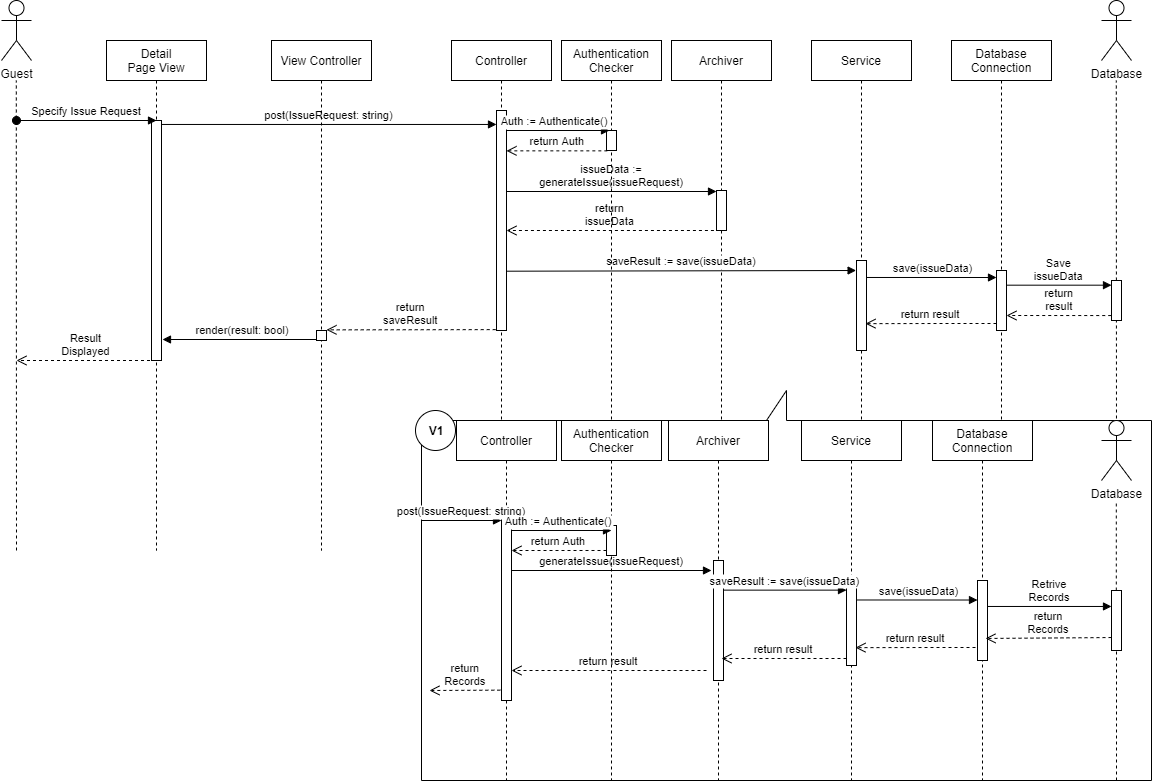 Guest
Detail
Page View
View Controller
Controller
Authentication
Checker
Archiver
Service
Database
Connection
Database
Specify Issue Request
post(IssueRequest: string)
Auth := Authenticate()
return Auth
issueData :=
generateIssue(issueRequest)
return
issueData
saveResult := save(issueData)
save(issueData)
Save
issueData
return
result
return result
return
saveResult
render(result: bool)
Result
Displayed
V1
Controller
Authentication
Checker
Archiver
Service
Database
Connection
Database
post(IssueRequest: string)
Auth := Authenticate()
return Auth
generateIssue(issueRequest)
saveResult := save(issueData)
save(issueData)
Retrive
Records
return
Records
return result
return result
return result
return
Records